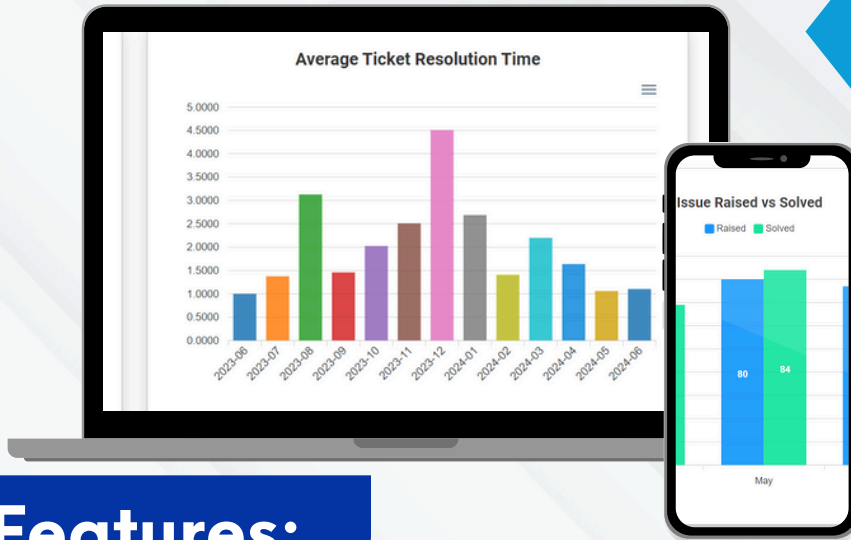 Average Ticket Resolution Time
5.0000
4.5000
4.0000
3.5000
3.0000
2.5000
2.0000
1.5000
1.0000
0.5000
0.0000
2023-06 2023-07 2023-08 2023-09 2023-10 2023-11 2023-12 2024-01 2024-02 2024-03 2024-04 2024-05 2024-06
Issue Raised vs Solved
Raised Solved
80 84
May
Features: